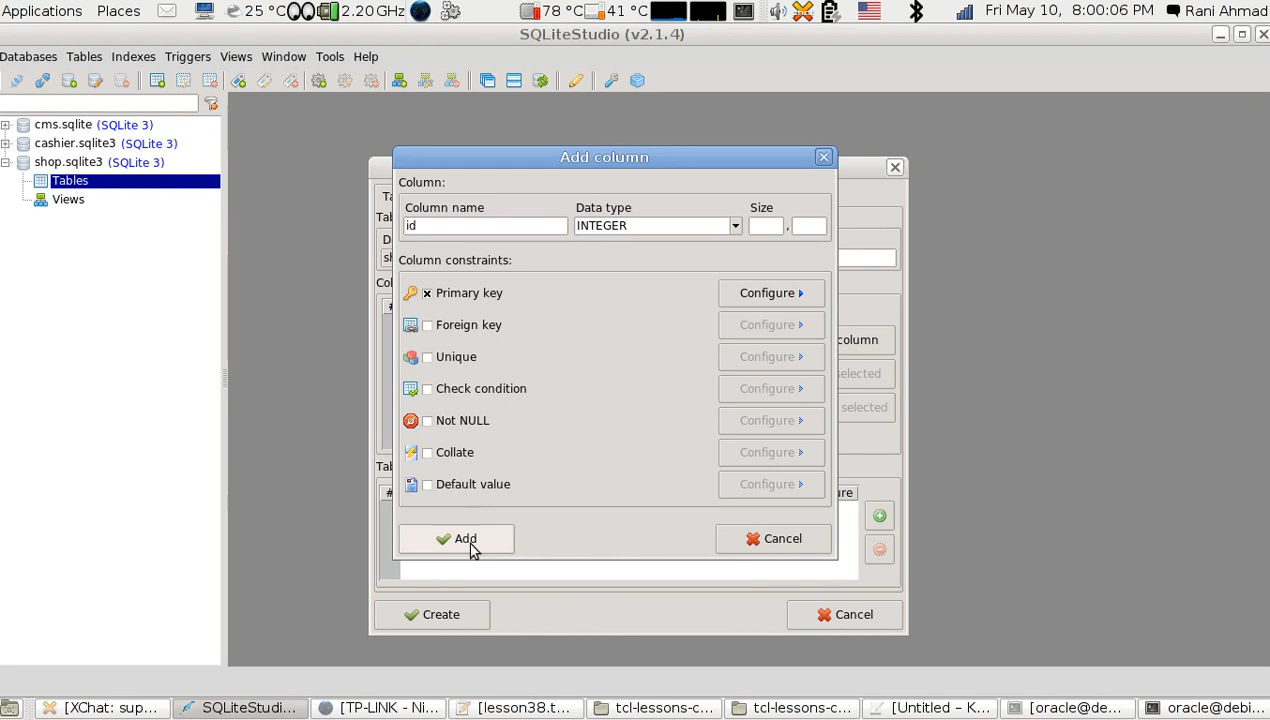 Applications Places 25 °C 2.20 GHz 78 °C 41 °C Fri May 10, 8:00:06 PM Rani Ahmad
SQLiteStudio (v2.1.4)
Databases Tables Indexes Triggers Views Window Tools Help
cms.sqlite (SQLite 3)
cashier.sqlite3 (SQLite 3)
shop.sqlite3 (SQLite 3)
Tables
Views
Add column
Column:
Column name Data type Size
id INTEGER ,
Column constraints:
Primary key Configure
Foreign key Configure
Unique Configure
Check condition Configure
Not NULL Configure
Collate Configure
Default value Configure
Add Cancel
column
selected
selected
Create Cancel
[XChat: sup... SQLiteStudi... [TP-LINK - Ni... [lesson38.t... tcl-lessons-c... tcl-lessons-c... [Untitled – K... [oracle@de... oracle@debi...